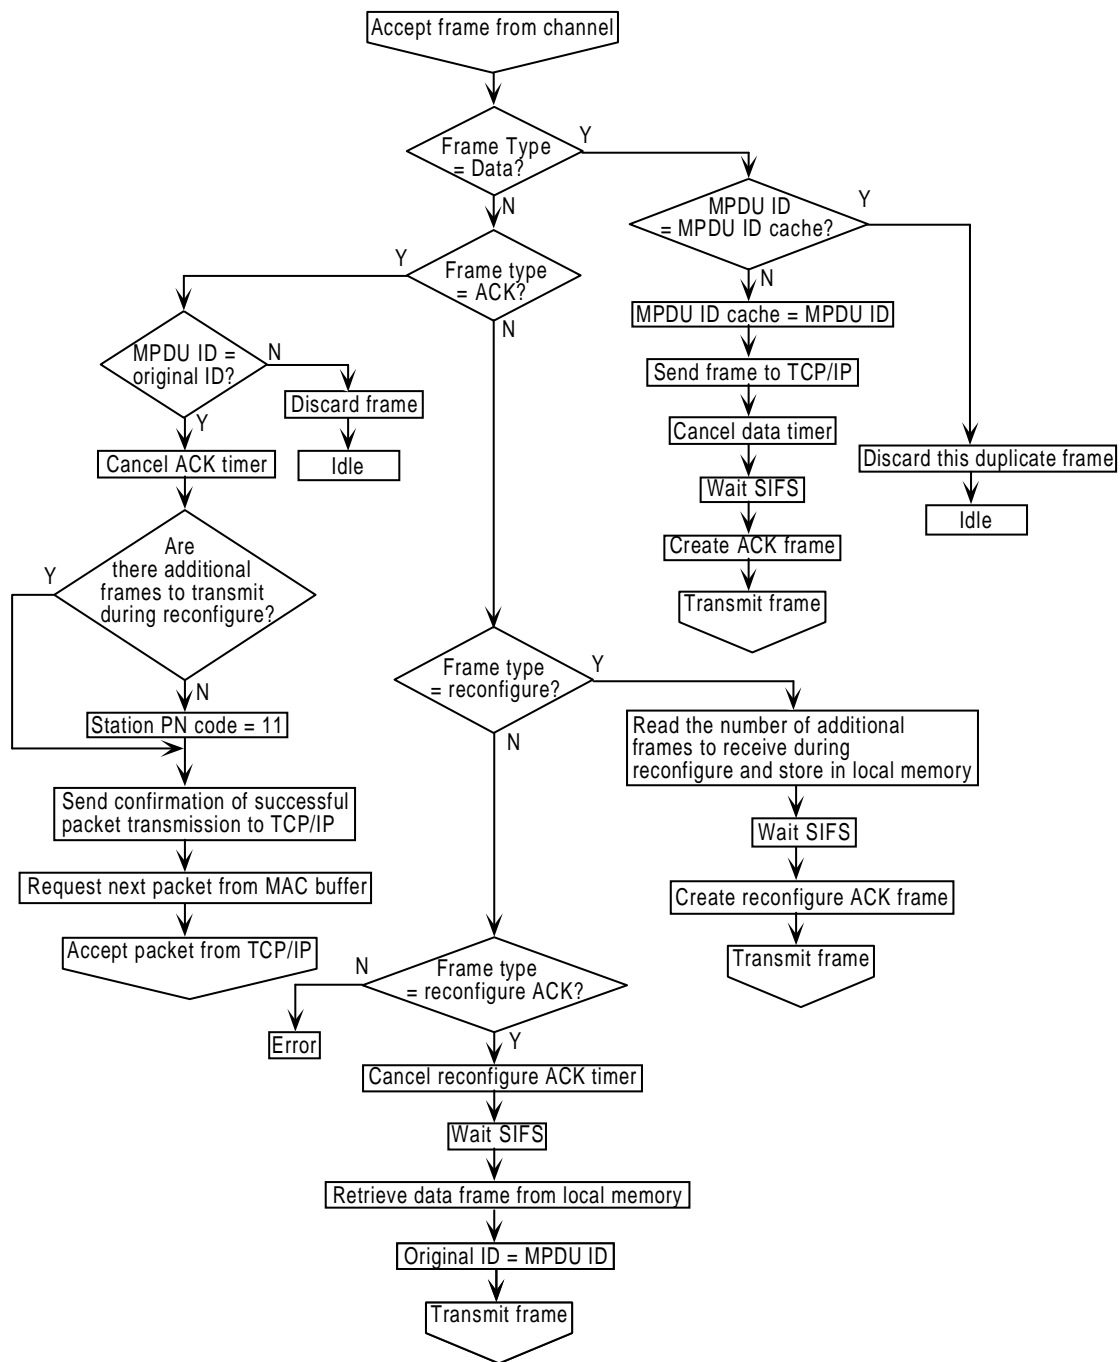 Accept frame from channel
Frame Type
= Data?
Y
N
MPDU ID
= MPDU ID cache?
Y
N
MPDU ID cache = MPDU ID
Send frame to TCP/IP
Cancel data timer
Wait SIFS
Create ACK frame
Transmit frame
Discard this duplicate frame
Idle
Frame type
= ACK?
Y
N
MPDU ID =
original ID?
N
Y
Discard frame
Idle
Cancel ACK timer
Are
there additional
frames to transmit
during reconfigure?
Y
N
Station PN code = 11
Send confirmation of successful
packet transmission to TCP/IP
Request next packet from MAC buffer
Accept packet from TCP/IP
Frame type
= reconfigure?
Y
N
Read the number of additional
frames to receive during
reconfigure and store in local memory
Wait SIFS
Create reconfigure ACK frame
Transmit frame
Frame type
= reconfigure ACK?
N
Y
Error
Cancel reconfigure ACK timer
Wait SIFS
Retrieve data frame from local memory
Original ID = MPDU ID
Transmit frame